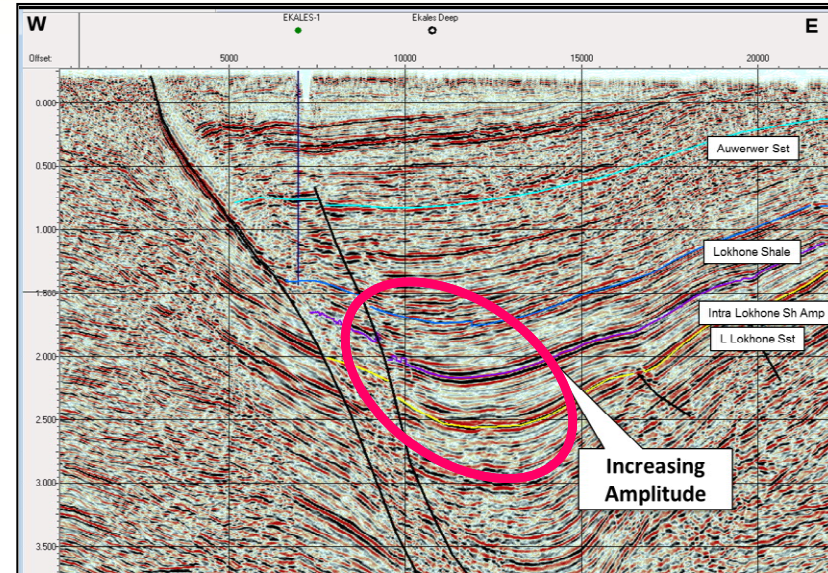 W
EKALES-1
Ekales Deep
E
Offset:
5000
10000
15000
20000
0.000
0.500
Auwerwer Sst
1.000
Lokhone Shale
1.500
Intra Lokhone Sh Amp
L Lokhone Sst
2.000
2.500
Increasing
Amplitude
3.000
3.500